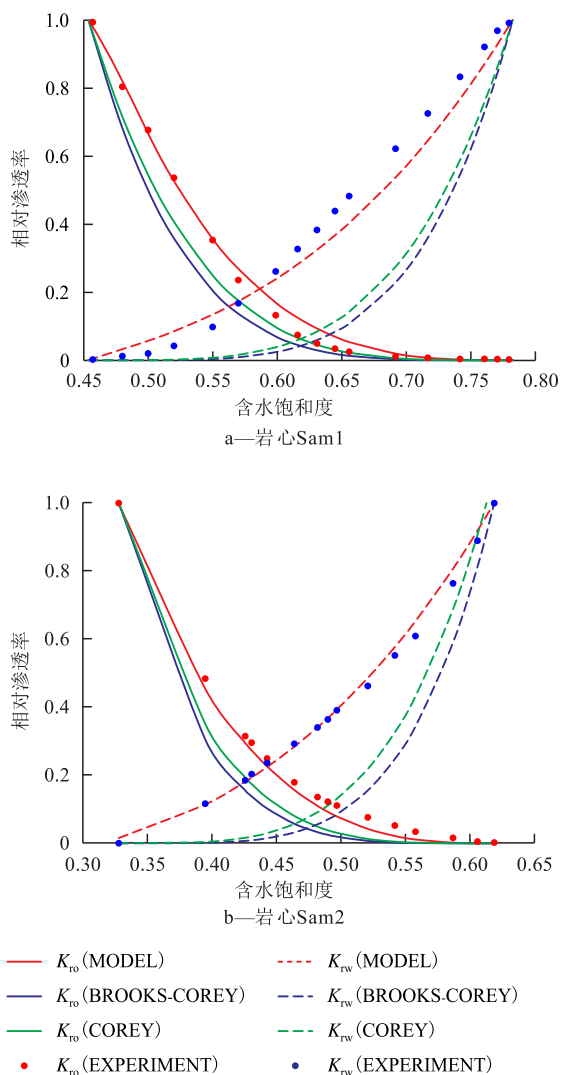 1.0
0.8
0.6
0.4
0.2
0
相对渗透率
0.45 0.50 0.55 0.60 0.65 0.70 0.75 0.80
含水饱和度
a—岩心Sam1
1.0
0.8
0.6
0.4
0.2
0
相对渗透率
0.30 0.35 0.40 0.45 0.50 0.55 0.60 0.65
含水饱和度
b—岩心Sam2
Kro(MODEL) Krw(MODEL)
Kro(BROOKS-COREY) Krw(BROOKS-COREY)
Kro(COREY) Krw(COREY)
Kro(EXPERIMENT) Krw(EXPERIMENT)